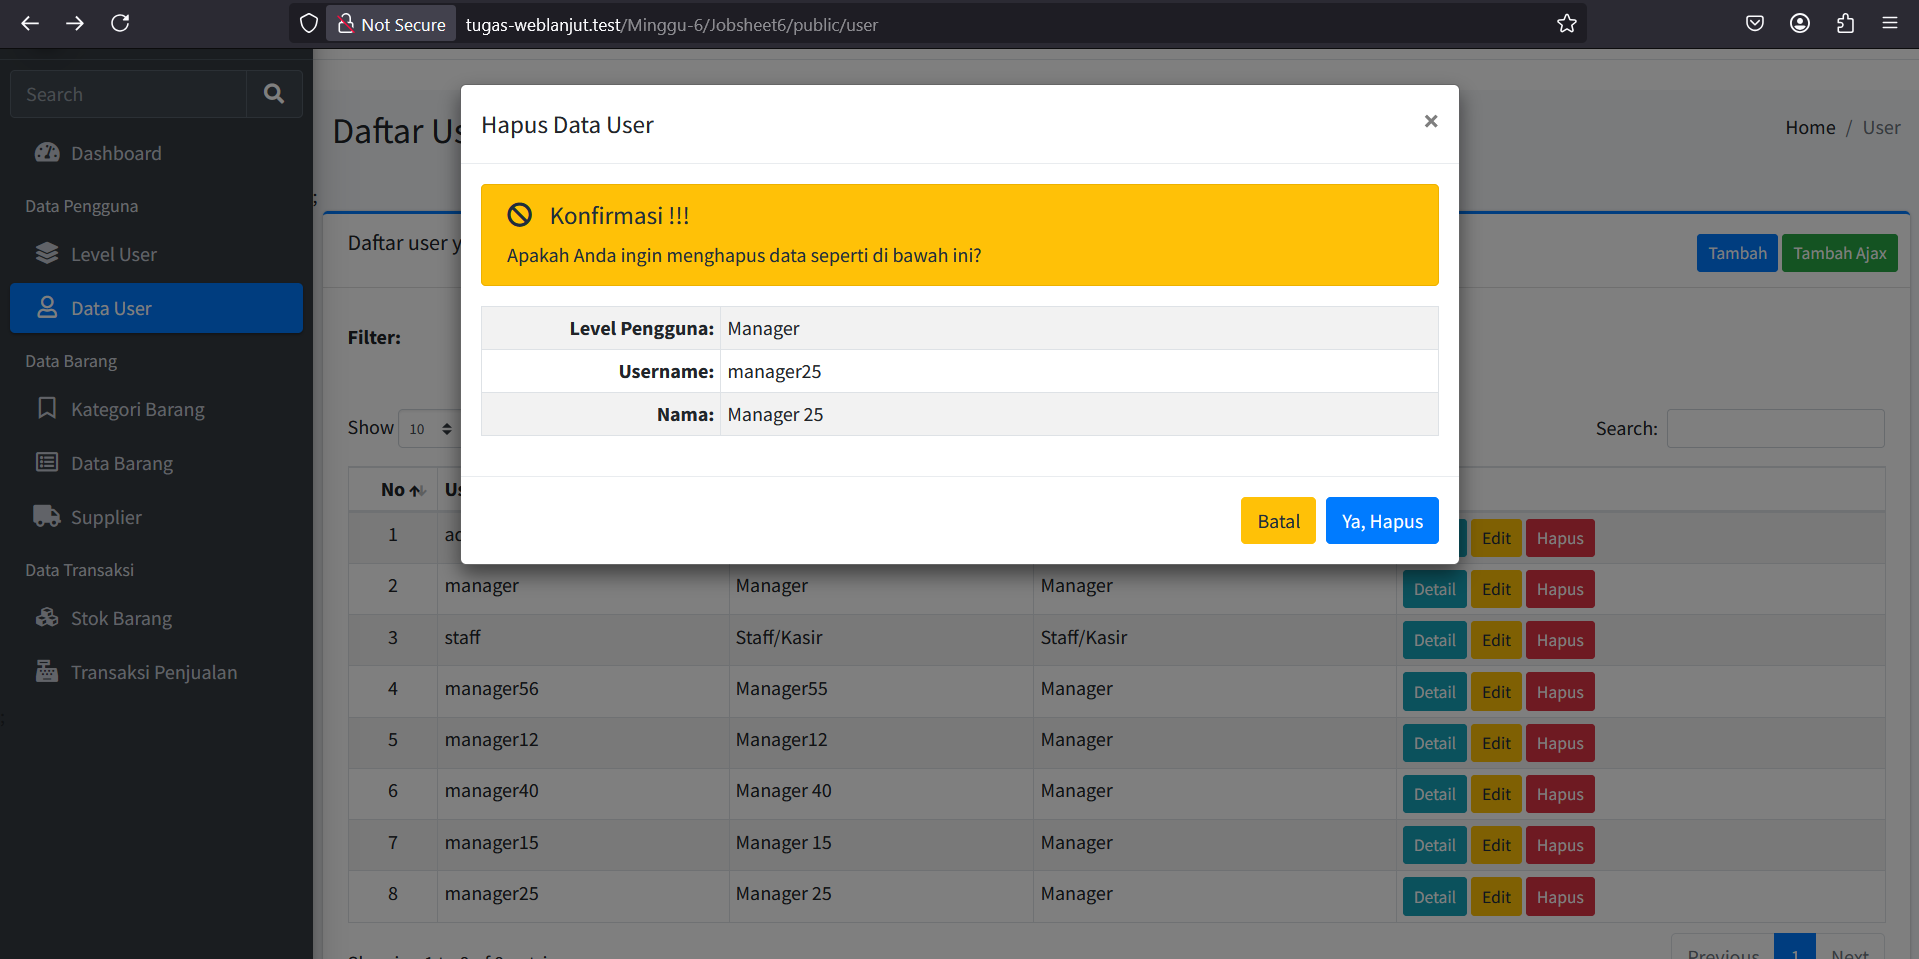 Not Secure tugas-weblanjut.test/Minggu-6/Jobsheet6/public/user
Search
Dashboard
Data Pengguna
Level User
Data User
Data Barang
Kategori Barang
Data Barang
Supplier
Data Transaksi
Stok Barang
Transaksi Penjualan
;
Daftar Us
Home / User
;
Daftar user y
Tambah Tambah Ajax
Filter:
Show 10
Search:
Hapus Data User ×
Konfirmasi !!!
Apakah Anda ingin menghapus data seperti di bawah ini?
Level Pengguna: Manager
Username: manager25
Nama: Manager 25
Batal Ya, Hapus
No Us
1 ad Edit Hapus
2 manager Manager Manager Detail Edit Hapus
3 staff Staff/Kasir Staff/Kasir Detail Edit Hapus
4 manager56 Manager55 Manager Detail Edit Hapus
5 manager12 Manager12 Manager Detail Edit Hapus
6 manager40 Manager 40 Manager Detail Edit Hapus
7 manager15 Manager 15 Manager Detail Edit Hapus
8 manager25 Manager 25 Manager Detail Edit Hapus
Previous 1 Next